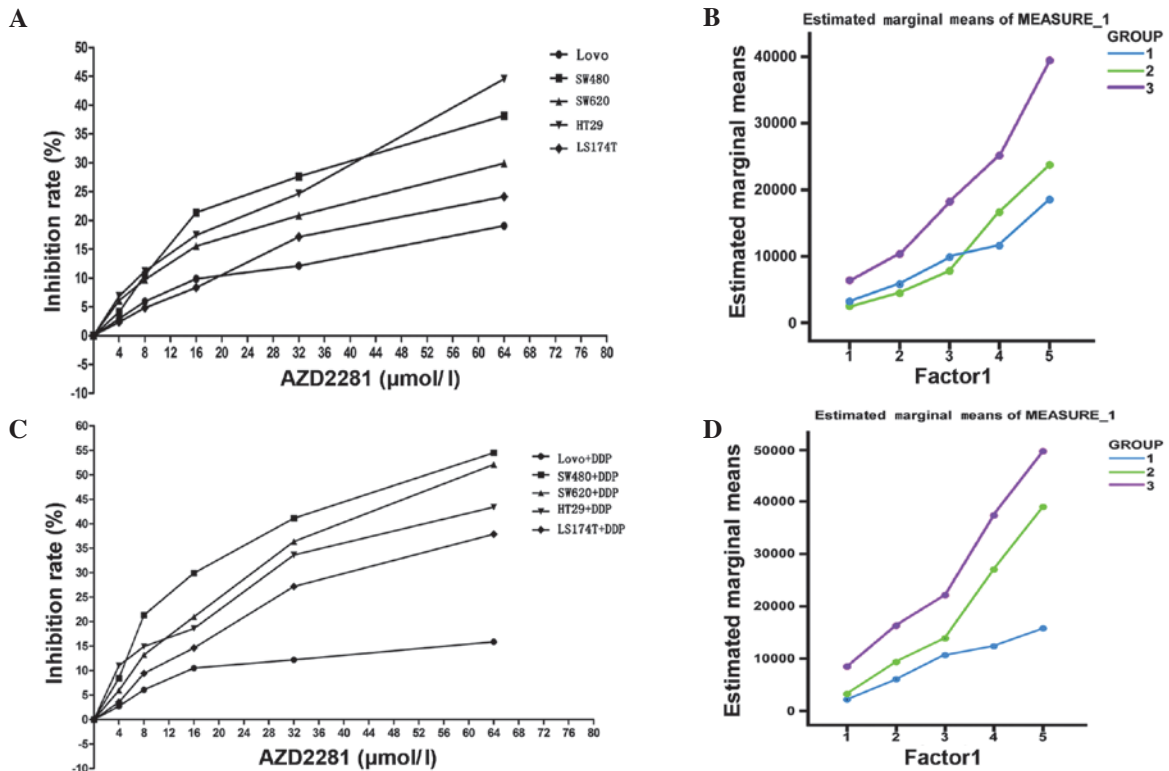 A
Inhibition rate (%)
50
45
40
35
30
25
20
15
10
5
0
-5
-10
4 8 12 16 20 24 28 32 36 40 44 48 52 56 60 64 68 72 76 80
AZD2281 (µmol/ l)
Lovo
SW480
SW620
HT29
LS174T
B
Estimated marginal means of MEASURE_1
Estimated marginal means
40000
30000
20000
10000
0
1 2 3 4 5
Factor1
GROUP
1
2
3
C
Inhibition rate (%)
60
55
50
45
40
35
30
25
20
15
10
5
0
-5
-10
4 8 12 16 20 24 28 32 36 40 44 48 52 56 60 64 68 72 76 80
AZD2281 (µmol/ l)
Lovo+DDP
SW480+DDP
SW620+DDP
HT29+DDP
LS174T+DDP
D
Estimated marginal means of MEASURE_1
Estimated marginal means
50000
40000
30000
20000
10000
0
1 2 3 4 5
Factor1
GROUP
1
2
3